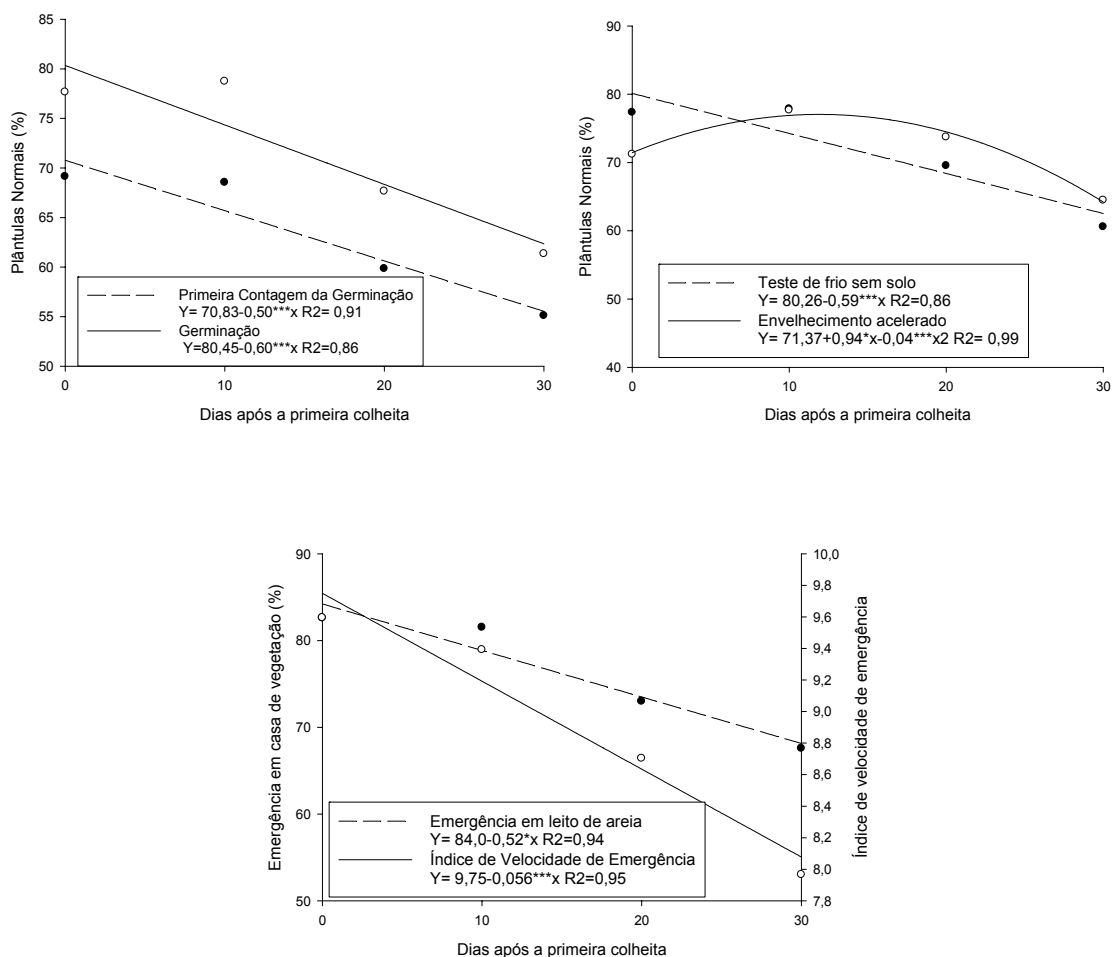 Plântulas Normais (%)
85
80
75
70
65
60
55
50
Primeira Contagem da Germinação
Y= 70,83-0,50***x R2= 0,91
Germinação
Y=80,45-0,60***x R2=0,86
0 10 20 30
Dias após a primeira colheita
Plântulas Normais (%)
90
80
70
60
50
40
Teste de frio sem solo
Y= 80,26-0,59***x R2=0,86
Envelhecimento acelerado
Y= 71,37+0,94*x-0,04***x2 R2= 0,99
0 10 20 30
Dias após a primeira colheita
Emergência em casa de vegetação (%)
90
80
70
60
50
Emergência em leito de areia
Y= 84,0-0,52*x R2=0,94
Índice de Velocidade de Emergência
Y= 9,75-0,056***x R2=0,95
10,0
9,8
9,6
9,4
9,2
9,0
8,8
8,6
8,4
8,2
8,0
7,8
Índice de velocidade de emergência
0 10 20 30
Dias após a primeira colheita